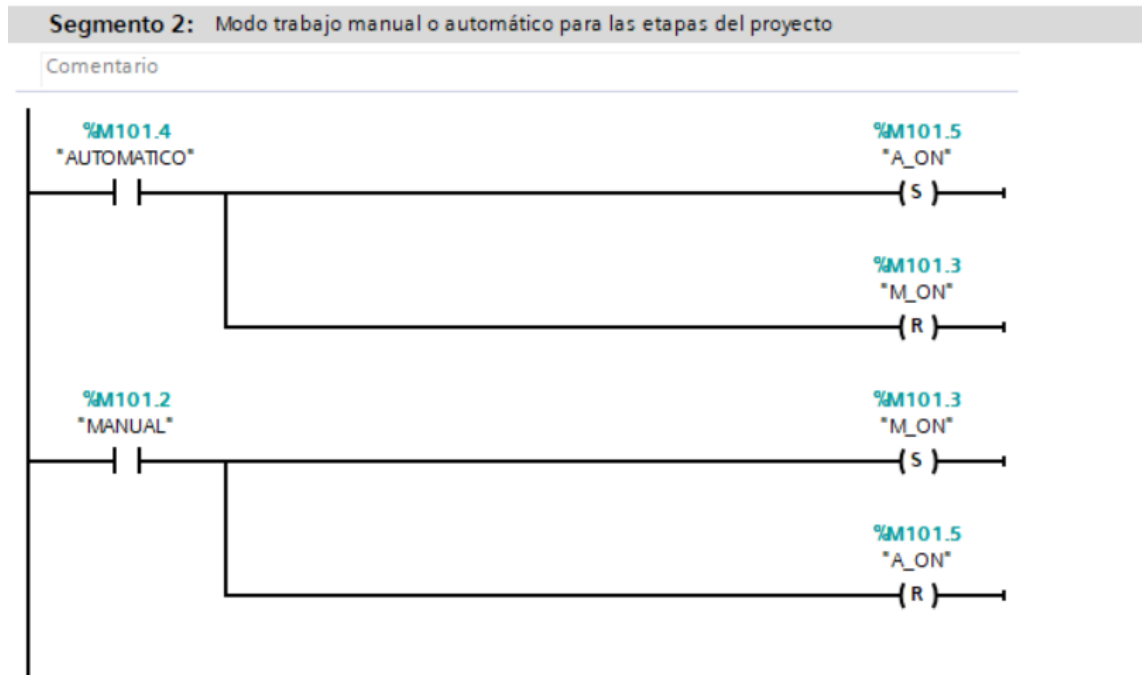 Segmento 2: Modo trabajo manual o automático para las etapas del proyecto
Comentario
%M101.4 %M101.5
"AUTOMATICO" "A_ON"
S
%M101.3
"M_ON"
R
%M101.2 %M101.3
"MANUAL" "M_ON"
S
%M101.5
"A_ON"
R